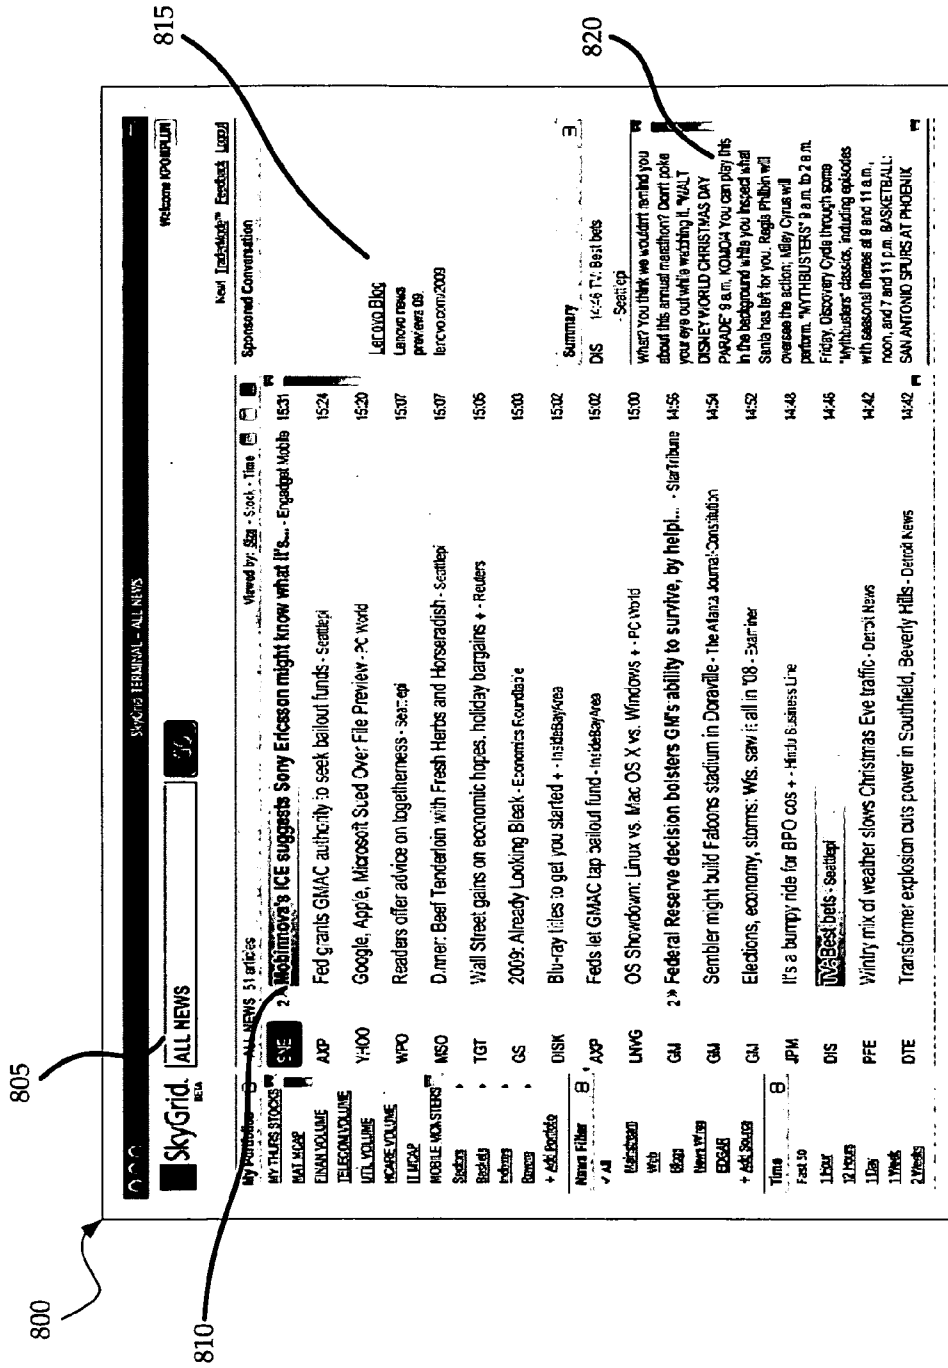 800
805
810
815
820
SkyGrid TERMINAL - ALL NEWS
SkyGrid.
BETA
ALL NEWS
GO
Welcome
New! TraderMode™ Feedback Logout
My Portfolios
MY THURS STOCKS
MAT MCAP
FINAN VOLUME
TELECOM VOLUME
UTIL VOLUME
HCARE VOLUME
MOBILE MONSTERS
Sectors
Baskets
Indexes
+ Add Portfolio
Filter
✓ All
Mainstream
Web
Blogs
News Wires
EDGAR
+ Add Source
Time
Fast 50
1 Hour
12 Hours
1 Day
1 Week
2 Weeks
ALL NEWS 51 articles
Viewed by: Size - Stock - Time
SNE 2 Mobinnova's ICE suggests Sony Ericsson might know what it's... - Engadget Mobile 15:31
AXP Fed grants GMAC authority to seek bailout funds - Seattlepi 15:24
YHOO Google, Apple, Microsoft Sued Over File Preview - PC World 15:20
WPO Readers offer advice on togetherness - Seattlepi 15:07
MSO Dinner: Beef Tenderloin with Fresh Herbs and Horseradish - Seattlepi 15:07
TGT Wall Street gains on economic hopes, holiday bargains + - Reuters 15:05
GS 2009: Already Looking Bleak - Economics Roundtable 15:03
DISK Blu-ray titles to get you started + - InsideBayArea 15:02
AXP Feds let GMAC tap bailout fund - InsideBayArea 15:02
LNVG OS Showdown: Linux vs. Mac OS X vs. Windows + - PC World 15:00
GM 2 » Federal Reserve decision bolsters GM's ability to survive, by helpi... - StarTribune 14:56
GM Sembler might build Falcons stadium in Doraville - The Atlanta Journal-Constitution 14:54
GM Elections, economy, storms: Wis. saw it all in '08 - Examiner 14:52
JPM It's a bumpy ride for BPO cos + - Hindu Business Line 14:48
DIS TV: Best bets - Seattlepi 14:46
PFE Wintry mix of weather slows Christmas Eve traffic - Detroit News 14:42
DTE Transformer explosion cuts power in Southfield, Beverly Hills - Detroit News 14:42
Sponsored Conversation
Lenovo Blog
Lenovo news
previews 09.
lenovo.com/2009
Summary
DIS 14:46 TV: Best bets
- Seattlepi
What? You think we wouldn't remind you
about this annual marathon? Don't poke
your eye out while watching it. "WALT
DISNEY WORLD CHRISTMAS DAY
PARADE" 9 a.m, KOMO/4 You can play this
in the background while you inspect what
Santa has left for you. Regis Philbin will
oversee the action; Miley Cyrus will
perform. "MYTHBUSTERS" 9 a.m. to 2 a.m.
Friday, Discovery Cycle through some
"Mythbusters" classics, including episodes
with seasonal themes at 9 and 11 a.m.,
noon, and 7 and 11 p.m. BASKETBALL:
SAN ANTONIO SPURS AT PHOENIX